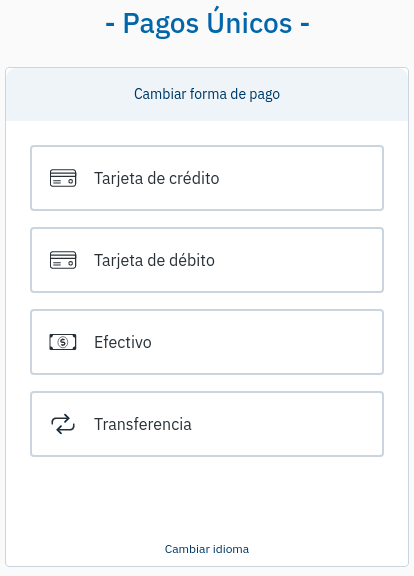 - Pagos Únicos -
Cambiar forma de pago
Tarjeta de crédito
Tarjeta de débito
Efectivo
Transferencia
Cambiar idioma